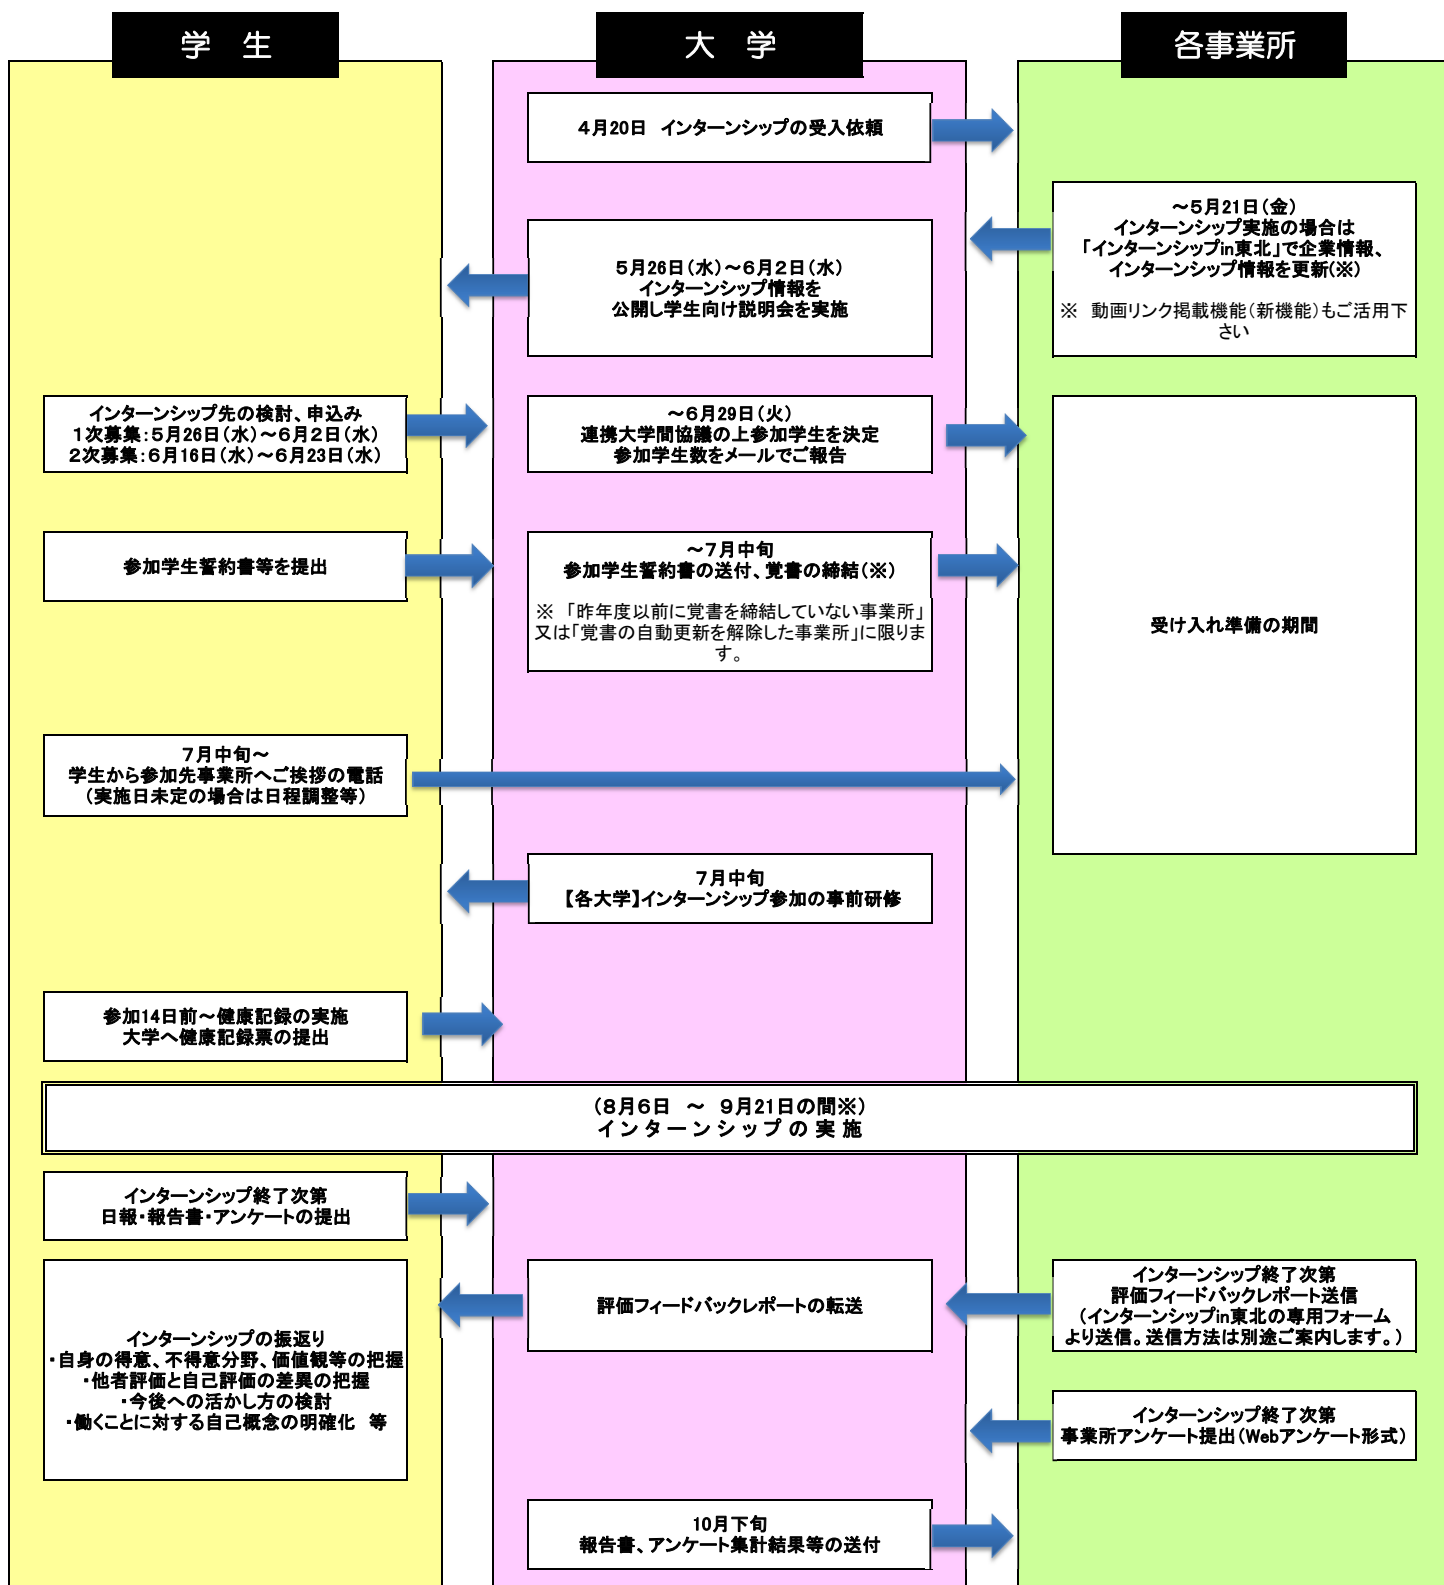 学　生
大　学
各事業所
４月20日　インターンシップの受入依頼
～５月21日（金）
インターンシップ実施の場合は
「インターンシップin東北」で企業情報、
インターンシップ情報を更新(※)
※　動画リンク掲載機能（新機能）もご活用下
さい
５月26日（水）～６月２日（水）
インターンシップ情報を
公開し学生向け説明会を実施
インターンシップ先の検討、申込み
１次募集：５月26日（水）～６月２日（水）
２次募集：６月16日（水）～６月23日（水）
～６月29日（火）
連携大学間協議の上参加学生を決定
参加学生数をメールでご報告
受け入れ準備の期間
参加学生誓約書等を提出
～７月中旬
参加学生誓約書の送付、覚書の締結（※）
※　「昨年度以前に覚書を締結していない事業所」
又は「覚書の自動更新を解除した事業所」に限りま
す。
７月中旬～
学生から参加先事業所へご挨拶の電話
（実施日未定の場合は日程調整等）
７月中旬
【各大学】インターンシップ参加の事前研修
参加14日前～健康記録の実施
大学へ健康記録票の提出
（８月６日　～　９月21日の間※）
インターンシップの実施
インターンシップ終了次第
日報・報告書・アンケートの提出
インターンシップの振返り
・自身の得意、不得意分野、価値観等の把握
・他者評価と自己評価の差異の把握
・今後への活かし方の検討
・働くことに対する自己概念の明確化　等
評価フィードバックレポートの転送
インターンシップ終了次第
評価フィードバックレポート送信
（インターンシップin東北の専用フォーム
より送信。送信方法は別途ご案内します。）
インターンシップ終了次第
事業所アンケート提出（Webアンケート形式）
10月下旬
報告書、アンケート集計結果等の送付